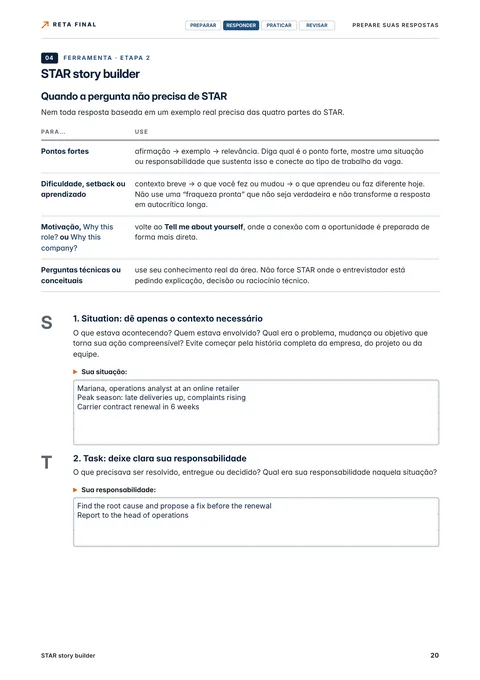 RETA FINAL
PREPARAR RESPONDER PRATICAR REVISAR
PREPARE SUAS RESPOSTAS
04 FERRAMENTA · ETAPA 2
STAR story builder
Quando a pergunta não precisa de STAR
Nem toda resposta baseada em um exemplo real precisa das quatro partes do STAR.
PARA... USE
Pontos fortes
afirmação → exemplo → relevância. Diga qual é o ponto forte, mostre uma situação
ou responsabilidade que sustenta isso e conecte ao tipo de trabalho da vaga.
Dificuldade, setback ou
aprendizado
contexto breve → o que você fez ou mudou → o que aprendeu ou faz diferente hoje.
Não use uma “fraqueza pronta” que não seja verdadeira e não transforme a resposta
em autocrítica longa.
Motivação, Why this
role? ou Why this
company?
volte ao Tell me about yourself, onde a conexão com a oportunidade é preparada de
forma mais direta.
Perguntas técnicas ou
conceituais
use seu conhecimento real da área. Não force STAR onde o entrevistador está
pedindo explicação, decisão ou raciocínio técnico.
S
1. Situation: dê apenas o contexto necessário
O que estava acontecendo? Quem estava envolvido? Qual era o problema, mudança ou objetivo que
torna sua ação compreensível? Evite começar pela história completa da empresa, do projeto ou da
equipe.
▶ Sua situação:
Mariana, operations analyst at an online retailer
Peak season: late deliveries up, complaints rising
Carrier contract renewal in 6 weeks
T
2. Task: deixe clara sua responsabilidade
O que precisava ser resolvido, entregue ou decidido? Qual era sua responsabilidade naquela situação?
▶ Sua responsabilidade:
Find the root cause and propose a fix before the renewal
Report to the head of operations
STAR story builder
20